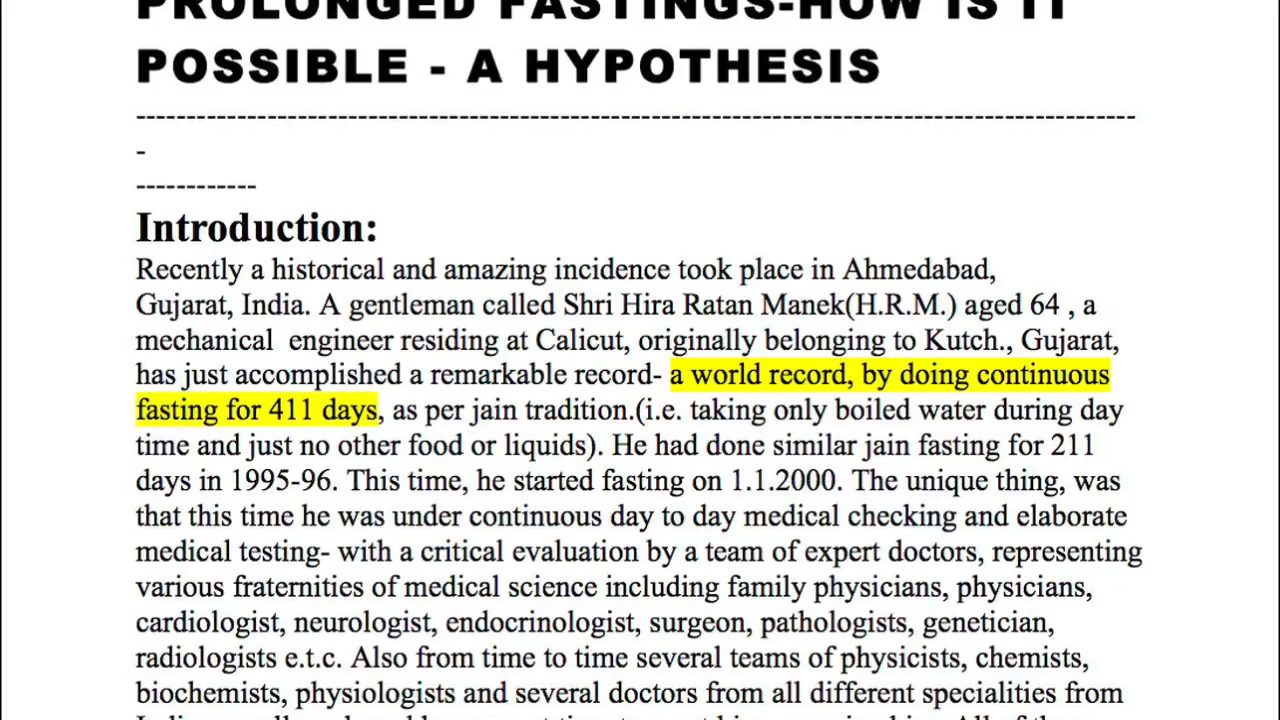 PROLONGED FASTINGS-HOW IS IT
POSSIBLE - A HYPOTHESIS
----------------------------------------------------------------------------------------------------
-
------------
Introduction:
Recently a historical and amazing incidence took place in Ahmedabad,
Gujarat, India. A gentleman called Shri Hira Ratan Manek(H.R.M.) aged 64 , a
mechanical  engineer residing at Calicut, originally belonging to Kutch., Gujarat,
has just accomplished a remarkable record- a world record, by doing continuous
fasting for 411 days, as per jain tradition.(i.e. taking only boiled water during day
time and just no other food or liquids). He had done similar jain fasting for 211
days in 1995-96. This time, he started fasting on 1.1.2000. The unique thing, was
that this time he was under continuous day to day medical checking and elaborate
medical testing- with a critical evaluation by a team of expert doctors, representing
various fraternities of medical science including family physicians, physicians,
cardiologist, neurologist, endocrinologist, surgeon, pathologists, genetician,
radiologists e.t.c. Also from time to time several teams of physicists, chemists,
biochemists, physiologists and several doctors from all different specialities from